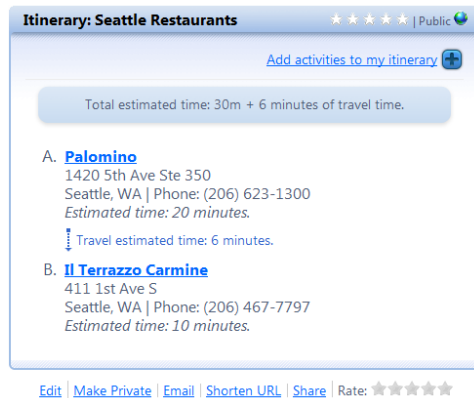 Itinerary: Seattle Restaurants | Public
Add activities to my itinerary
Total estimated time: 30m + 6 minutes of travel time.
A. Palomino
1420 5th Ave Ste 350
Seattle, WA | Phone: (206) 623-1300
Estimated time: 20 minutes.
Travel estimated time: 6 minutes.
B. Il Terrazzo Carmine
411 1st Ave S
Seattle, WA | Phone: (206) 467-7797
Estimated time: 10 minutes.
Edit | Make Private | Email | Shorten URL | Share | Rate: